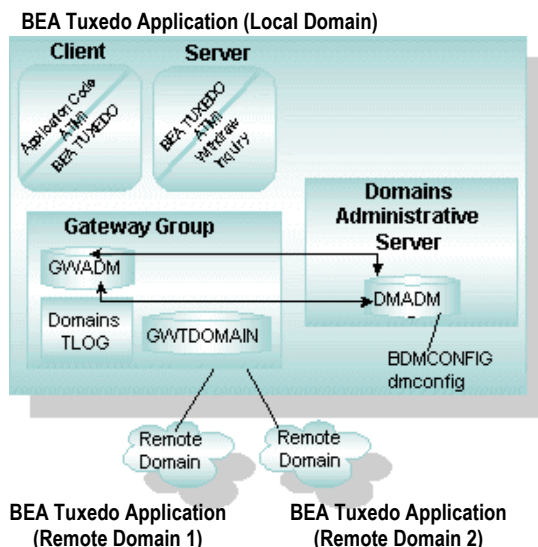 BEA Tuxedo Application (Local Domain)
Client
Server
Application Code
ATMI
BEA TUXEDO
BEA TUXEDO
ATMI
Withdraw
Inquiry
Gateway Group
GWADM
Domains
TLOG
GWTDOMAIN
Domains
Administrative
Server
DMADM
BDMCONFIG
dmconfig
Remote
Domain
Remote
Domain
BEA Tuxedo Application
(Remote Domain 1)
BEA Tuxedo Application
(Remote Domain 2)